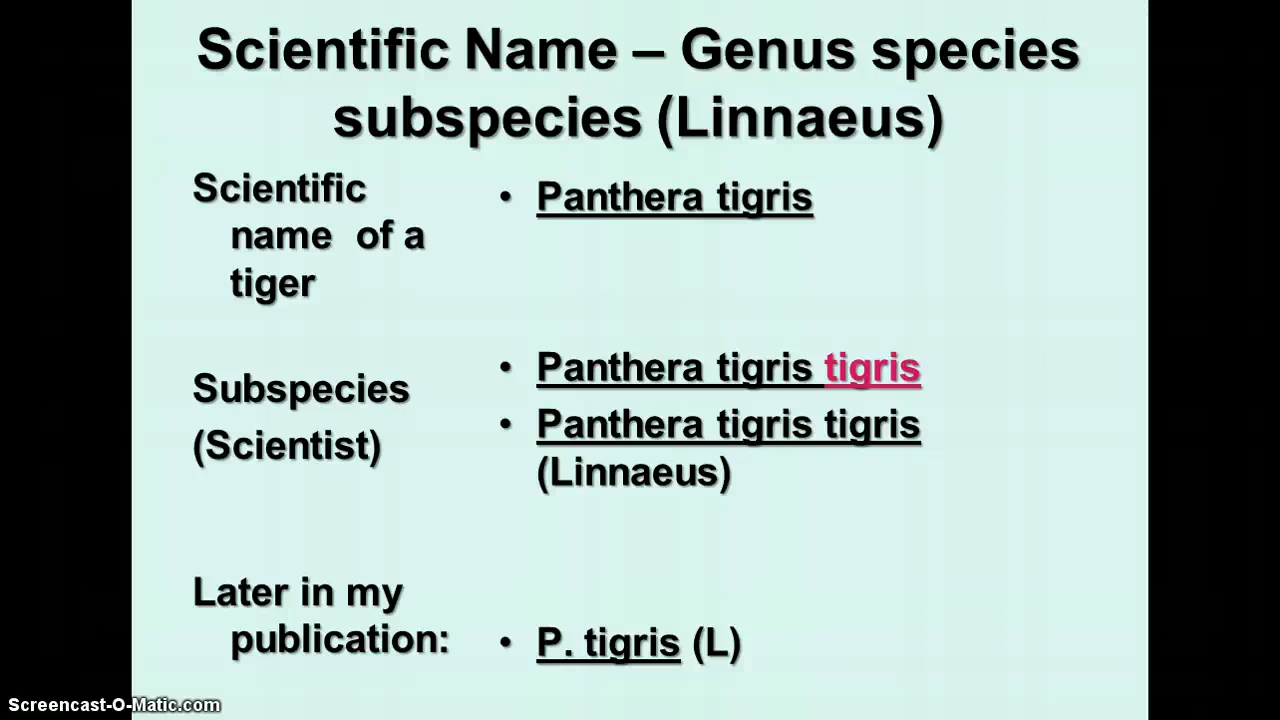 Scientific Name – Genus species
subspecies (Linnaeus)
Scientific
name of a
tiger
• Panthera tigris
Subspecies
(Scientist)
• Panthera tigris tigris
• Panthera tigris tigris
(Linnaeus)
Later in my
publication:
• P. tigris (L)
Screencast-O-Matic.com